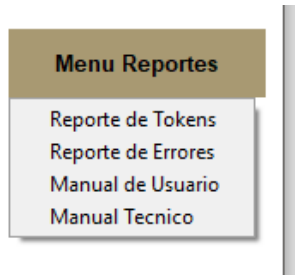 Menu Reportes
Reporte de Tokens
Reporte de Errores
Manual de Usuario
Manual Tecnico